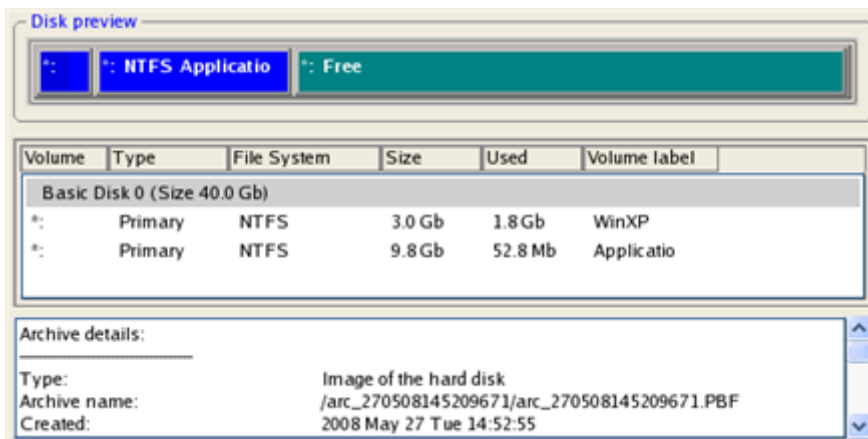 Disk preview
*: *: NTFS Applicatio *: Free
Volume Type File System Size Used Volume label
Basic Disk 0 (Size 40.0 Gb)
*: Primary NTFS 3.0 Gb 1.8 Gb WinXP
*: Primary NTFS 9.8 Gb 52.8 Mb Applicatio
Archive details:
----------------------------------------
Type: Image of the hard disk
Archive name: /arc_270508145209671/arc_270508145209671.PBF
Created: 2008 May 27 Tue 14:52:55